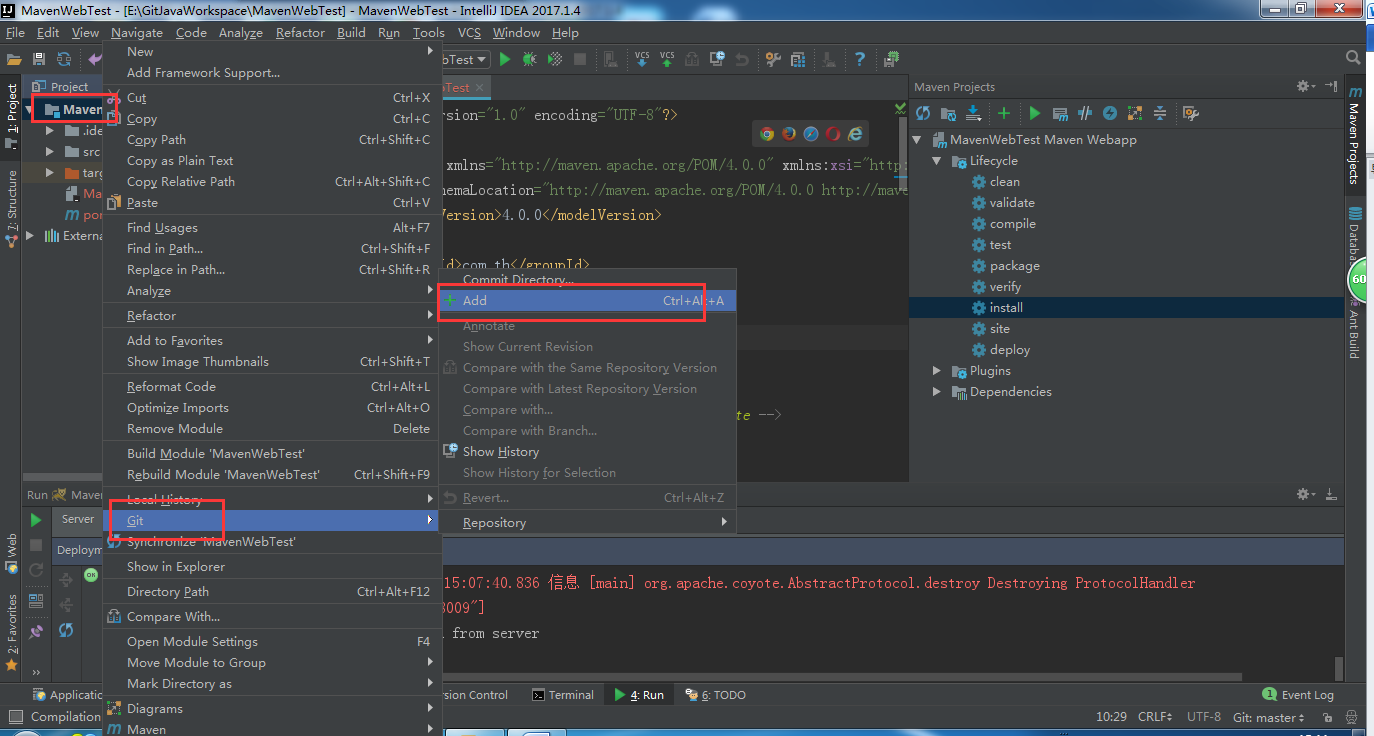 MavenWebTest - [E:\GitJavaWorkspace\MavenWebTest] - MavenWebTest - IntelliJ IDEA 2017.1.4
File Edit View Navigate Code Analyze Refactor Build Run Tools VCS Window Help
Project
Maven
.ide
src
Externa
1: Project
7: Structure
Web
2: Favorites
New
Add Framework Support...
Cut Ctrl+X
Copy Ctrl+C
Copy Path Ctrl+Shift+C
Copy as Plain Text
Copy Relative Path Ctrl+Alt+Shift+C
Paste Ctrl+V
Find Usages Alt+F7
Find in Path... Ctrl+Shift+F
Replace in Path... Ctrl+Shift+R
Analyze
Refactor
Add to Favorites
Show Image Thumbnails Ctrl+Shift+T
Reformat Code Ctrl+Alt+L
Optimize Imports Ctrl+Alt+O
Remove Module Delete
Build Module 'MavenWebTest'
Rebuild Module 'MavenWebTest' Ctrl+Shift+F9
Local History
Git
Synchronize 'MavenWebTest'
Show in Explorer
Directory Path Ctrl+Alt+F12
Compare With...
Open Module Settings F4
Move Module to Group
Mark Directory as
Diagrams
Maven
bTest
VCS VCS
Test
ersion="1.0" encoding="UTF-8"?>
xmlns="http://maven.apache.org/POM/4.0.0" xmlns:xsi="http:
hemaLocation="http://maven.apache.org/POM/4.0.0 http://mave
Version>4.0.0</modelVersion>
Id>com.th</groupId>
te -->
Commit Directory...
Add Ctrl+Alt+A
Annotate
Show Current Revision
Compare with the Same Repository Version
Compare with Latest Repository Version
Compare with...
Compare with Branch...
Show History
Show History for Selection
Revert... Ctrl+Alt+Z
Repository
Maven Projects
MavenWebTest Maven Webapp
Lifecycle
clean
validate
compile
test
package
verify
install
site
deploy
Plugins
Dependencies
Maven Projects
Databas
60
Ant Build
Run Maven
Server
Deploym
OK
15:07:40.836 信息 [main] org.apache.coyote.AbstractProtocol.destroy Destroying ProtocolHandler
8009"]
from server
Applicatio
sion Control
Terminal
4: Run
6: TODO
1 Event Log
Compilation
10:29 CRLF UTF-8 Git: master